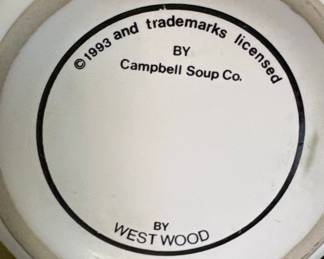 ©1993 and trademarks licensed
BY
Campbell Soup Co.
BY
WESTWOOD